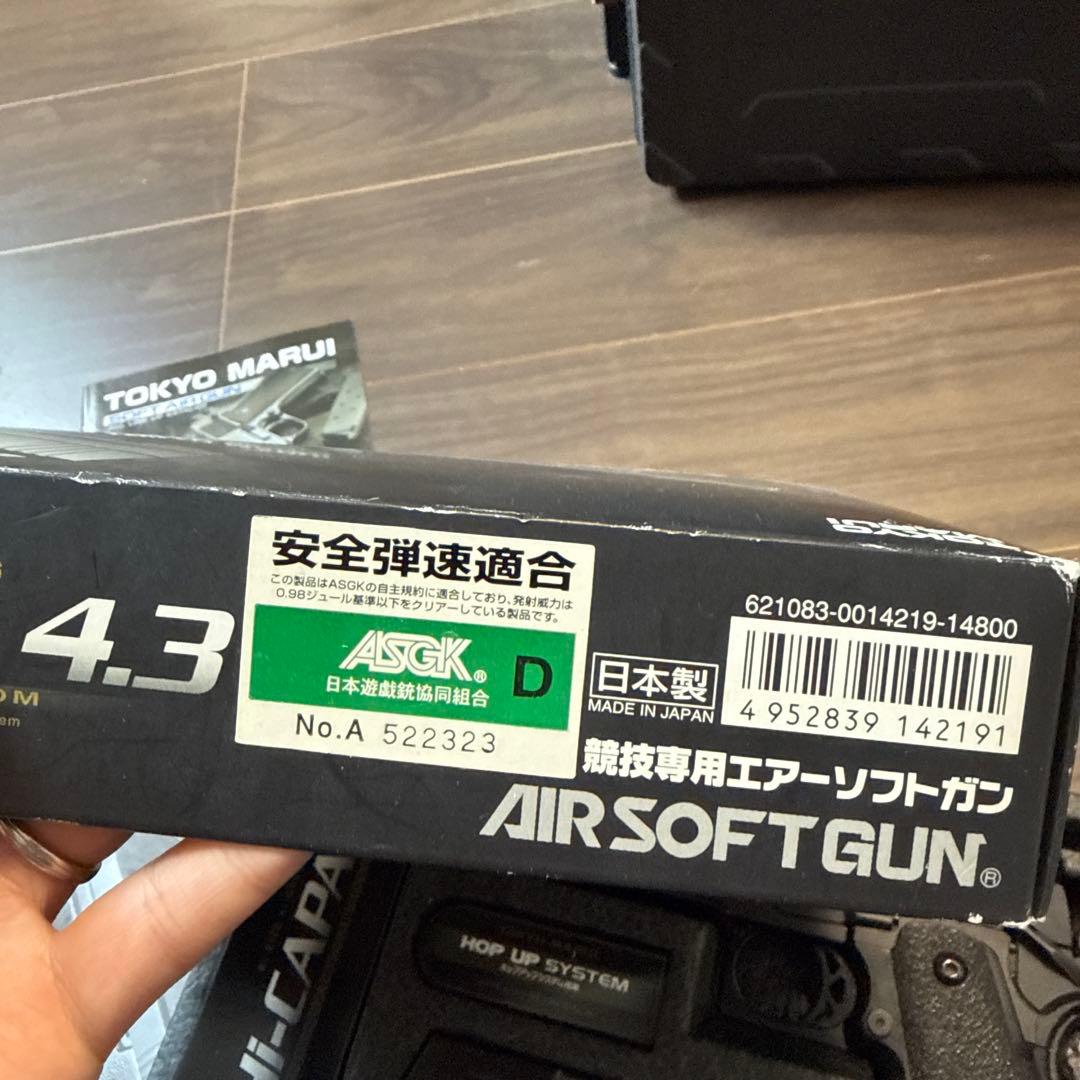 TOKYO MARUI
4.3
OM
em
安全弾速適合
この製品はASGKの自主規約に適合しており、発射威力は
0.98ジュール基準以下をクリアーしている製品です。
ASGK® D
日本遊戯銃協同組合
No.A 522323
日本製
MADE IN JAPAN
621083-0014219-14800
4 952839 142191
競技専用エアーソフトガン
AIRSOFTGUN®
Hi-CAPA
HOP UP SYSTEM